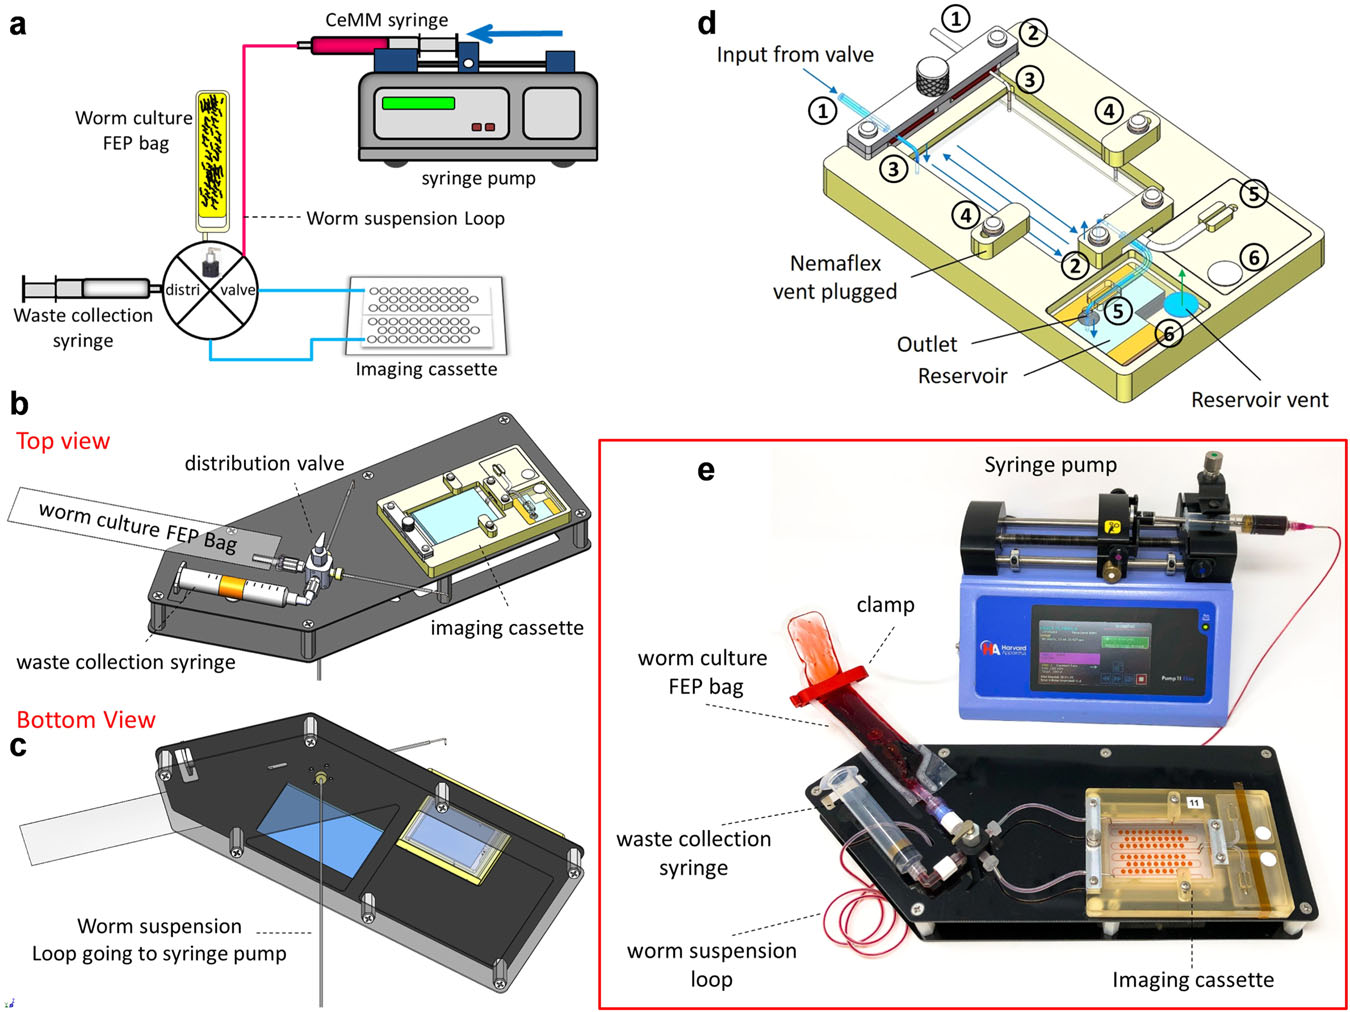 a
CeMM syringe
Worm culture
FEP bag
syringe pump
Worm suspension Loop
distri
valve
Waste collection
syringe
Imaging cassette
b
Top view
distribution valve
worm culture FEP Bag
imaging cassette
waste collection syringe
Bottom View
c
Worm suspension
Loop going to syringe pump
d
1
2
Input from valve
3
1
4
3
5
4
6
Nemaflex
vent plugged
2
5
Outlet
6
Reservoir
Reservoir vent
e
Syringe pump
clamp
worm culture
FEP bag
HA Harvard
Apparatus
Pump 11 Elite
waste collection
syringe
11
worm suspension
loop
Imaging cassette